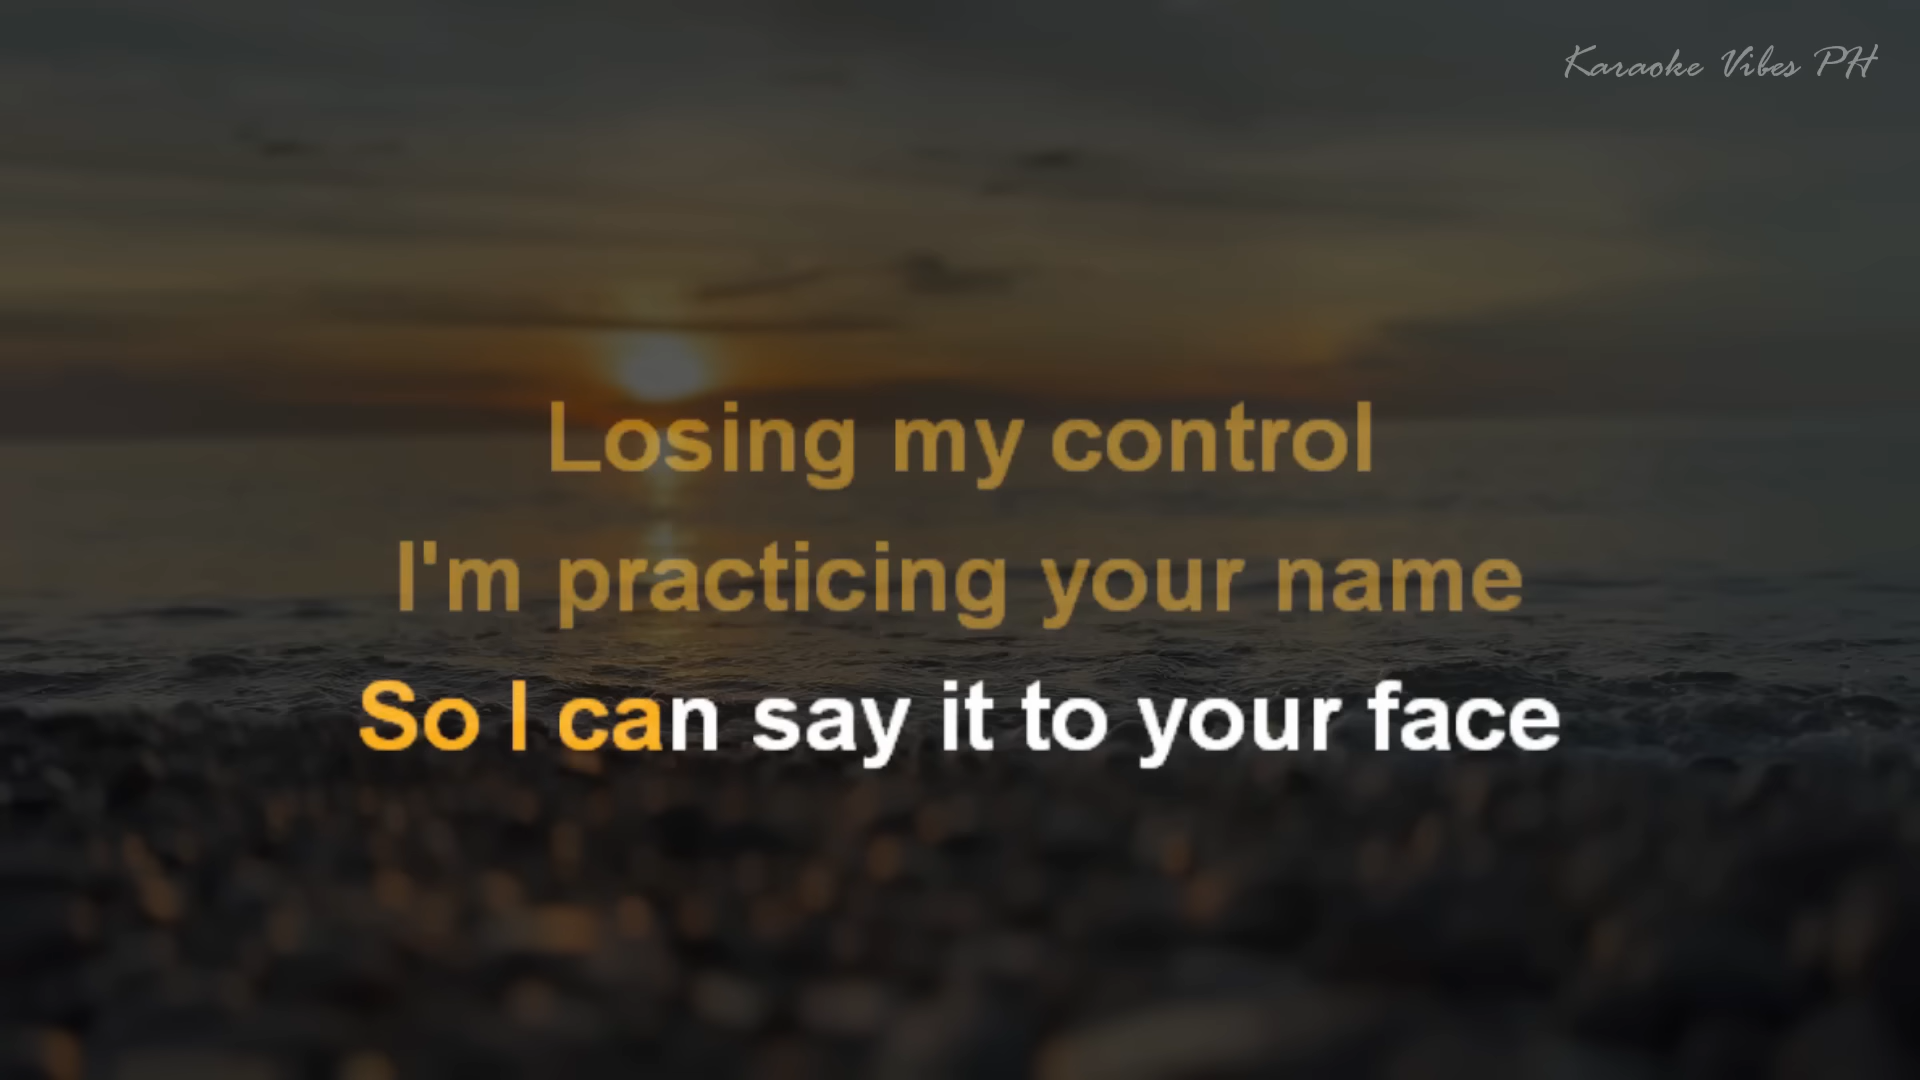 Karaoke Vibes PH
Losing my control
I'm practicing your name
So I can say it to your face